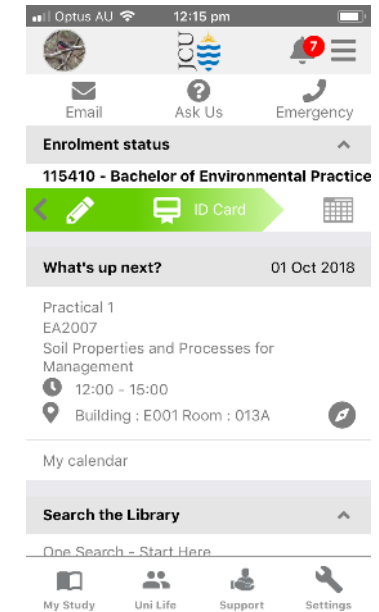 Optus AU 12:15 pm
JCU 7
Email Ask Us Emergency
Enrolment status
115410 - Bachelor of Environmental Practice
ID Card
What's up next? 01 Oct 2018
Practical 1
EA2007
Soil Properties and Processes for
Management
12:00 - 15:00
Building : E001 Room : 013A
My calendar
Search the Library
One Search - Start Here
My Study Uni Life Support Settings